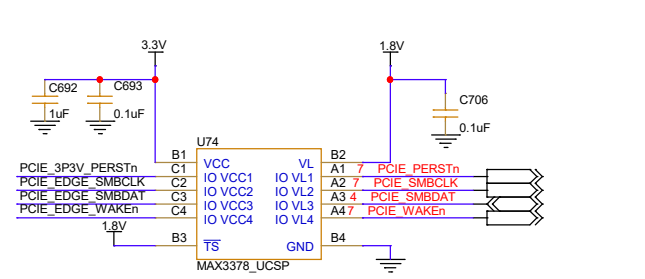 3.3V
1.8V
C692
C693
1uF
0.1uF
C706
0.1uF
U74
B1
VCC
VL
B2
PCIE_3P3V_PERSTn
C1
IO VCC1
IO VL1
A1
7
PCIE_PERSTn
PCIE_EDGE_SMBCLK
C2
IO VCC2
IO VL2
A2
7
PCIE_SMBCLK
PCIE_EDGE_SMBDAT
C3
IO VCC3
IO VL3
A3
4
PCIE_SMBDAT
PCIE_EDGE_WAKEn
C4
IO VCC4
IO VL4
A4
7
PCIE_WAKEn
1.8V
B3
TS
GND
B4
MAX3378_UCSP